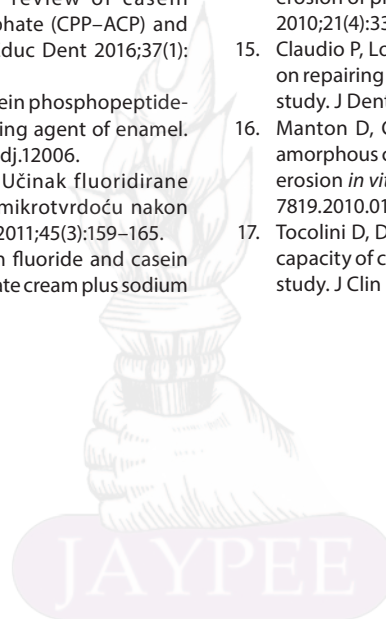 review of casein
phate (CPP–ACP) and
duc Dent 2016;37(1):
ein phosphopeptide-
ing agent of enamel.
dj.12006.
Učinak fluoridirane
mikrotvrdoću nakon
2011;45(3):159–165.
n fluoride and casein
ate cream plus sodium
erosion of p
2010;21(4):33
15. Claudio P, Lo
on repairing
study. J Dent
16. Manton D, C
amorphous c
erosion in vit
7819.2010.01
17. Tocolini D, D
capacity of c
study. J Clin
JAYPEE